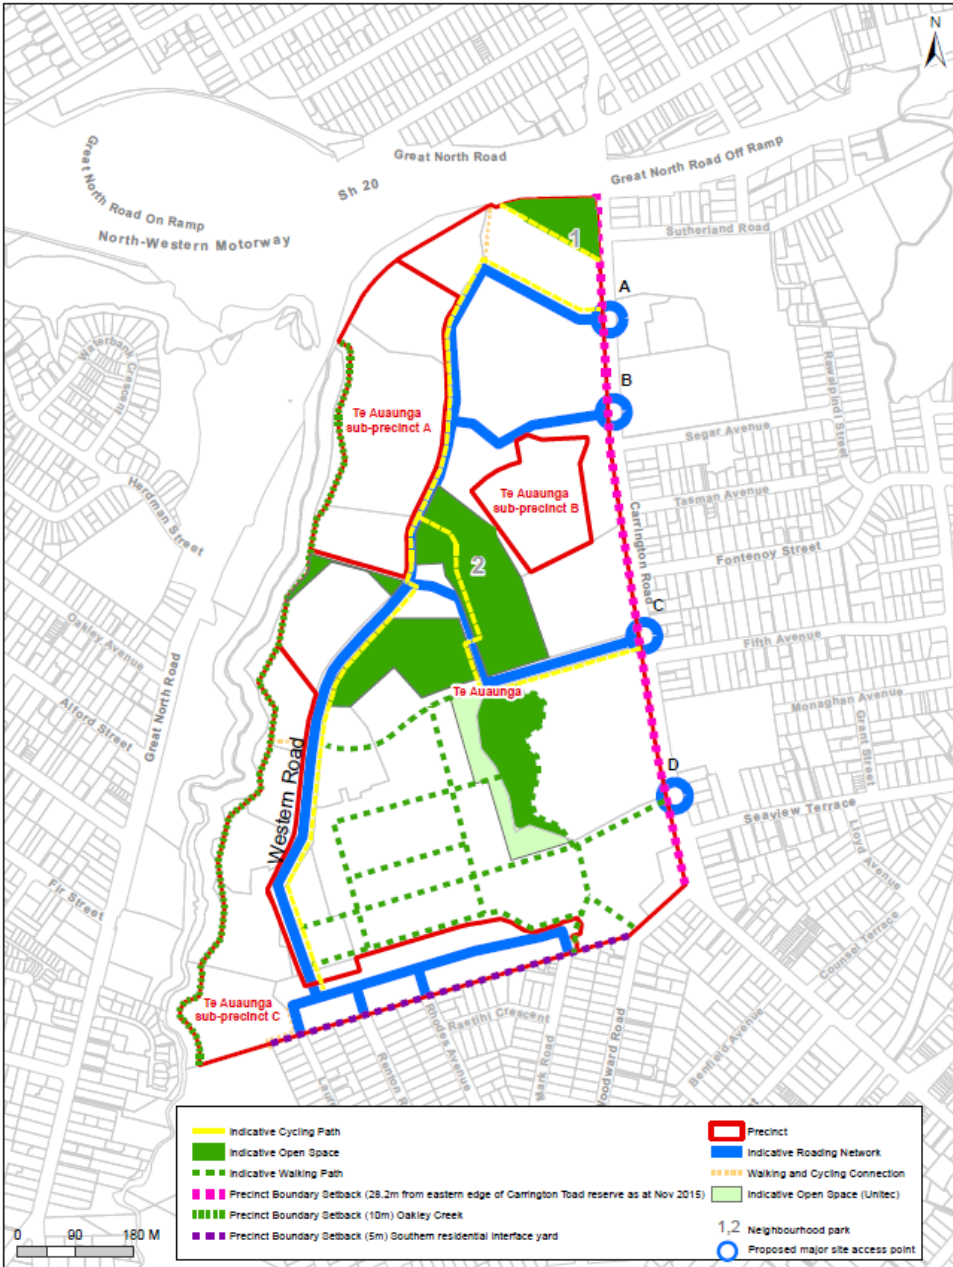 N
Great North Road
Great North Road Off Ramp
Sh 20
Great North Road On Ramp
North-Western Motorway
Sutherland Road
1
A
Waterbank Crescent
Rawalpindi Street
B
Te Auaunga
sub-precinct A
Segar Avenue
Te Auaunga
sub-precinct B
Tasman Avenue
Herdman Street
Carrington Road
Fontenoy Street
2
C
Oakley Avenue
Fifth Avenue
Te Auaunga
Monaghan Avenue
Alford Street
Great North Road
Grant Street
Western Road
D
Seaview Terrace
Lloyd Avenue
Fir Street
Counsel Terrace
Te Auaunga
sub-precinct C
Rhodes Avenue
Raetihi Crescent
Mark Road
Woodward Road
Benfield Avenue
Renton R
Laure
Indicative Cycling Path
Indicative Open Space
Indicative Walking Path
Precinct Boundary Setback (28.2m from eastern edge of Carrington Toad reserve as at Nov 2015)
Precinct Boundary Setback (10m) Oakley Creek
Precinct Boundary Setback (5m) Southern residential interface yard
Precinct
Indicative Roading Network
Walking and Cycling Connection
Indicative Open Space (Unitec)
1,2 Neighbourhood park
Proposed major site access point
0 90 180 M